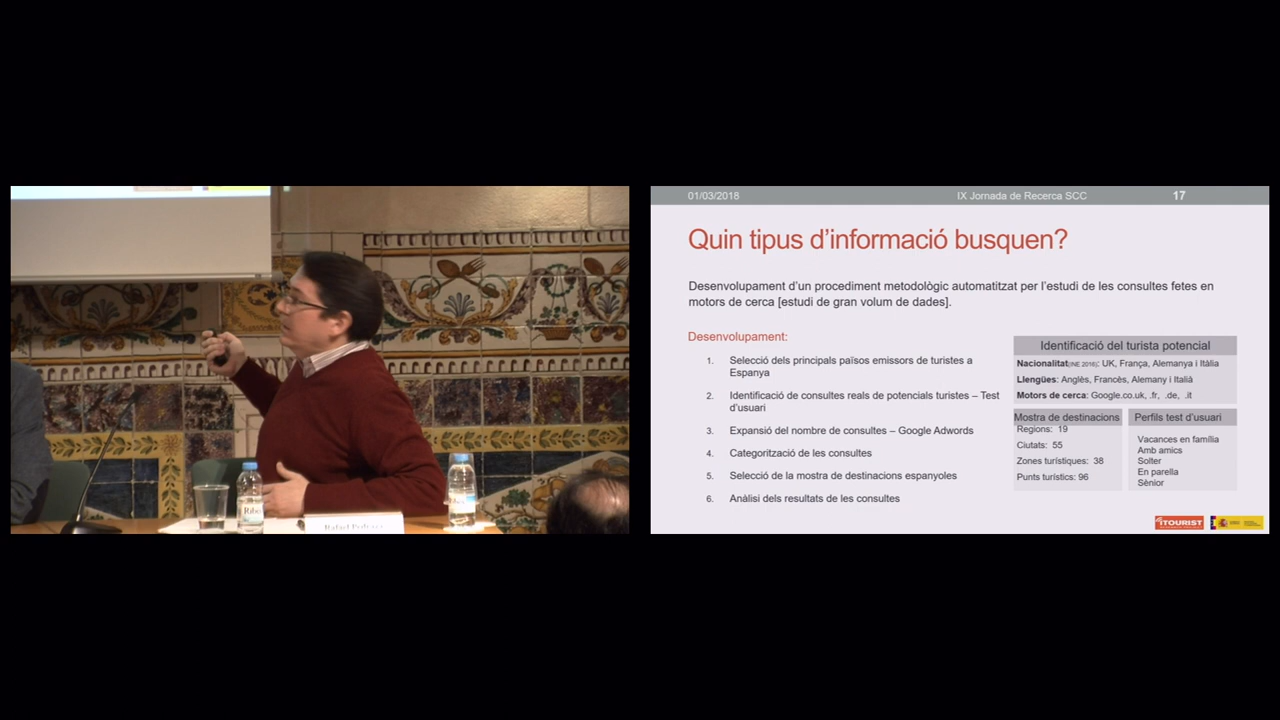 01/03/2018
IX Jornada de Recerca SCC
17
Quin tipus d’informació busquen?
Desenvolupament d’un procediment metodològic automatitzat per l’estudi de les consultes fetes en
motors de cerca [estudi de gran volum de dades].
Desenvolupament:
1. Selecció dels principals països emissors de turistes a
Espanya
2. Identificació de consultes reals de potencials turistes – Test
d’usuari
3. Expansió del nombre de consultes – Google Adwords
4. Categorització de les consultes
5. Selecció de la mostra de destinacions espanyoles
6. Anàlisi dels resultats de les consultes
Identificació del turista potencial
Nacionalitat(INE 2016): UK, França, Alemanya i Itàlia
Llengües: Anglès, Francès, Alemany i Italià
Motors de cerca: Google.co.uk, .fr, .de, .it
Mostra de destinacions
Regions: 19
Ciutats: 55
Zones turístiques: 38
Punts turístics: 96
Perfils test d’usuari
Vacances en família
Amb amics
Solter
En parella
Sènior
ITOURIST
Rafael